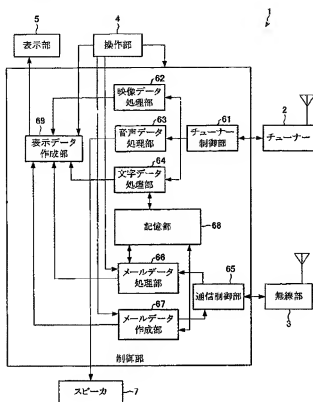 1
5
4
表示部
操作部
62
映像データ
処理部
69
63
61
2
表示データ
作成部
音声データ
処理部
チューナー
制御部
チューナー
64
文字データ
処理部
記憶部
68
66
65
メールデータ
処理部
通信制御部
無線部
67
3
メールデータ
作成部
制御部
スピーカ
7